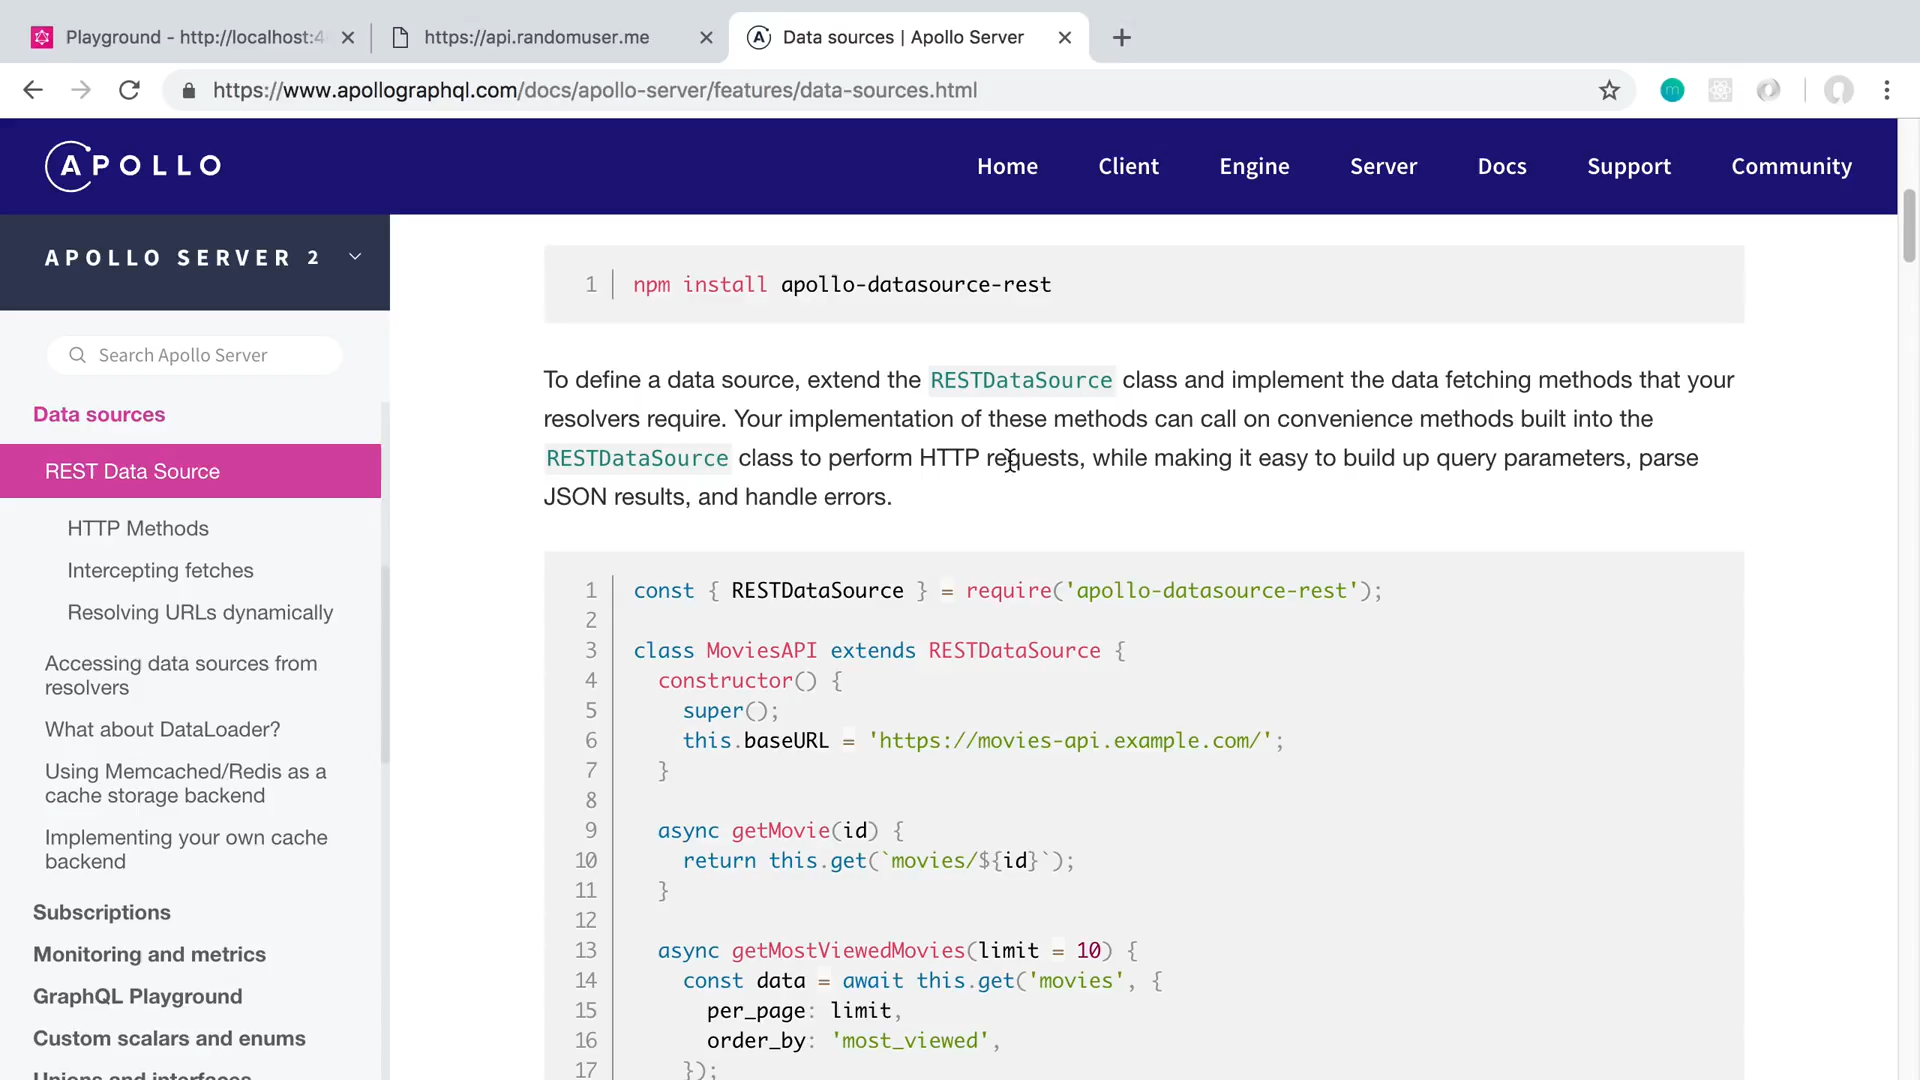 Playground - http://localhost:4
https://api.randomuser.me
Data sources | Apollo Server
https://www.apollographql.com/docs/apollo-server/features/data-sources.html
APOLLO
Home
Client
Engine
Server
Docs
Support
Community
APOLLO SERVER 2
Search Apollo Server
Data sources
REST Data Source
HTTP Methods
Intercepting fetches
Resolving URLs dynamically
Accessing data sources from
resolvers
What about DataLoader?
Using Memcached/Redis as a
cache storage backend
Implementing your own cache
backend
Subscriptions
Monitoring and metrics
GraphQL Playground
Custom scalars and enums
Unions and interfaces
1 npm install apollo-datasource-rest
To define a data source, extend the RESTDataSource class and implement the data fetching methods that your
resolvers require. Your implementation of these methods can call on convenience methods built into the
RESTDataSource class to perform HTTP requests, while making it easy to build up query parameters, parse
JSON results, and handle errors.
1 const { RESTDataSource } = require('apollo-datasource-rest');
2
3 class MoviesAPI extends RESTDataSource {
4 constructor() {
5 super();
6 this.baseURL = 'https://movies-api.example.com/';
7 }
8
9 async getMovie(id) {
10 return this.get(`movies/${id}`);
11 }
12
13 async getMostViewedMovies(limit = 10) {
14 const data = await this.get('movies', {
15 per_page: limit,
16 order_by: 'most_viewed',
17 });